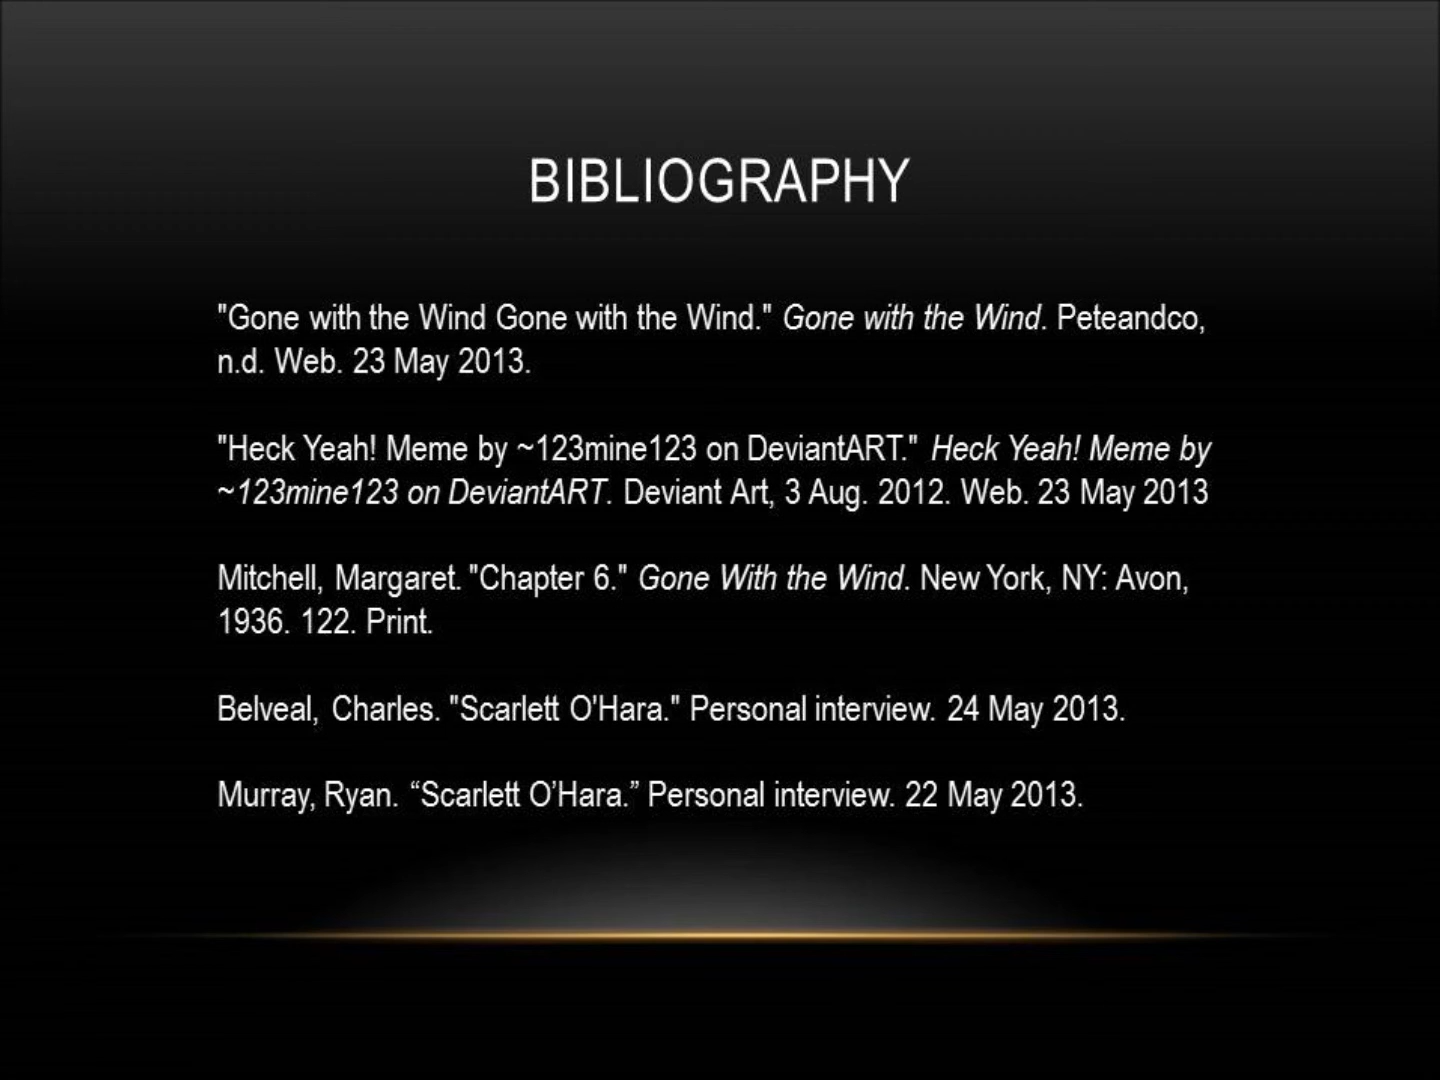 BIBLIOGRAPHY
"Gone with the Wind Gone with the Wind." Gone with the Wind. Peteandco,
n.d. Web. 23 May 2013.
"Heck Yeah! Meme by ~123mine123 on DeviantART." Heck Yeah! Meme by
~123mine123 on DeviantART. Deviant Art, 3 Aug. 2012. Web. 23 May 2013
Mitchell, Margaret. "Chapter 6." Gone With the Wind. New York, NY: Avon,
1936. 122. Print.
Belveal, Charles. "Scarlett O'Hara." Personal interview. 24 May 2013.
Murray, Ryan. “Scarlett O’Hara.” Personal interview. 22 May 2013.